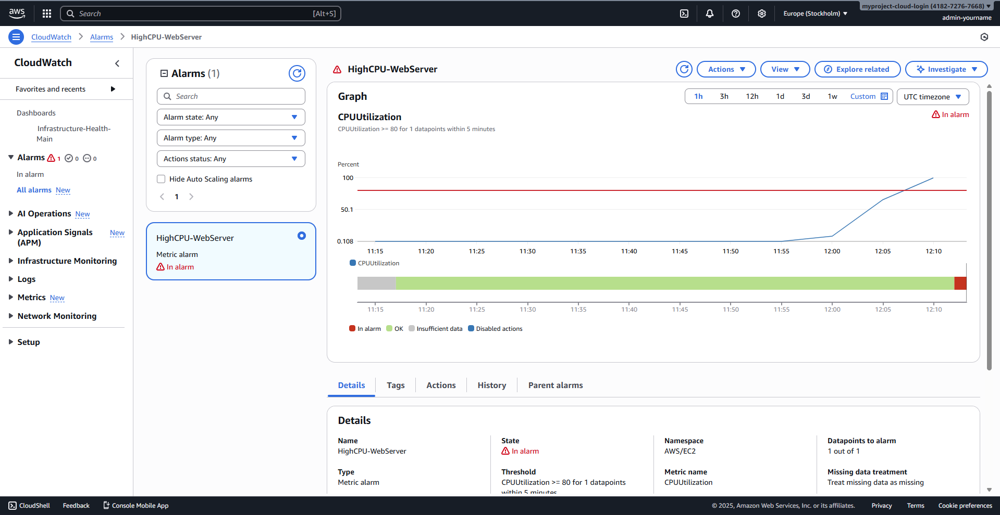 aws
Search [Alt+S]
Europe (Stockholm)
myproject-cloud-login (4182-7276-7668)
admin-yourname
CloudWatch
Alarms
HighCPU-WebServer
CloudWatch
Favorites and recents
Dashboards
Infrastructure-Health-
Main
Alarms 1 0 0
In alarm
All alarms New
AI Operations New
Application Signals New
(APM)
Infrastructure Monitoring
Logs
Metrics New
Network Monitoring
Setup
Alarms (1)
Search
Alarm state: Any
Alarm type: Any
Actions status: Any
Hide Auto Scaling alarms
1
HighCPU-WebServer
Metric alarm
In alarm
HighCPU-WebServer
Actions
View
Explore related
Investigate
Graph
1h 3h 12h 1d 3d 1w Custom
UTC timezone
CPUUtilization
In alarm
CPUUtilization >= 80 for 1 datapoints within 5 minutes
Percent
100
50.1
0.108
11:15 11:20 11:25 11:30 11:35 11:40 11:45 11:50 11:55 12:00 12:05 12:10
CPUUtilization
11:15 11:20 11:25 11:30 11:35 11:40 11:45 11:50 11:55 12:00 12:05 12:10
In alarm OK Insufficient data Disabled actions
Details Tags Actions History Parent alarms
Details
Name
HighCPU-WebServer
Type
Metric alarm
State
In alarm
Threshold
CPUUtilization >= 80 for 1 datapoints
within 5 minutes
Namespace
AWS/EC2
Metric name
CPUUtilization
Datapoints to alarm
1 out of 1
Missing data treatment
Treat missing data as missing
CloudShell Feedback Console Mobile App
© 2025, Amazon Web Services, Inc. or its affiliates. Privacy Terms Cookie preferences